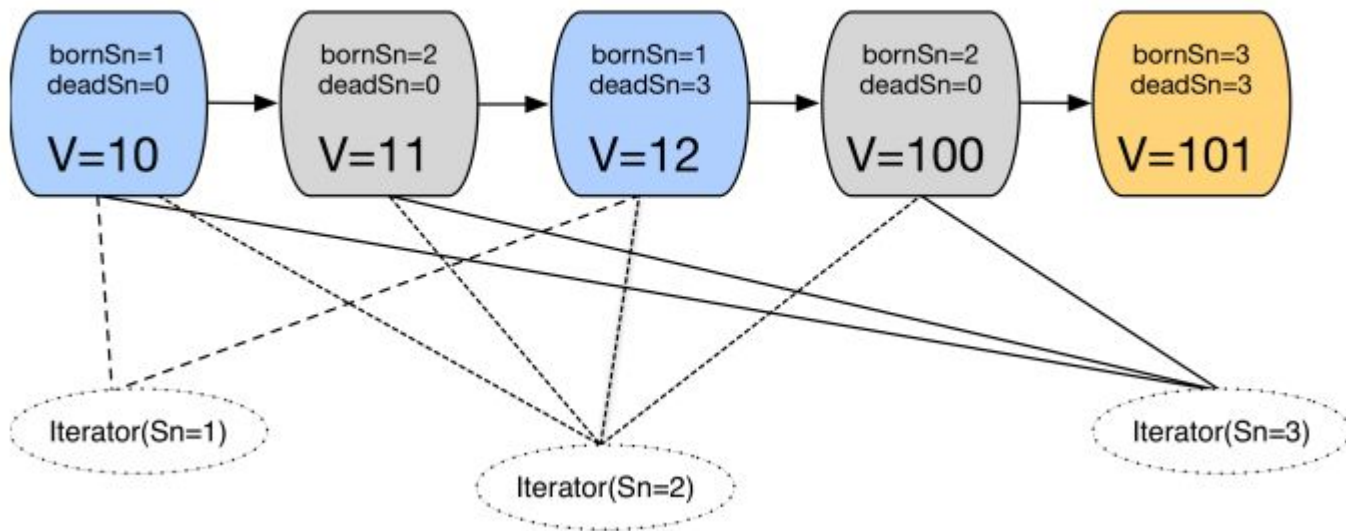 bornSn=1
deadSn=0
V=10
bornSn=2
deadSn=0
V=11
bornSn=1
deadSn=3
V=12
bornSn=2
deadSn=0
V=100
bornSn=3
deadSn=3
V=101
Iterator(Sn=1)
Iterator(Sn=2)
Iterator(Sn=3)